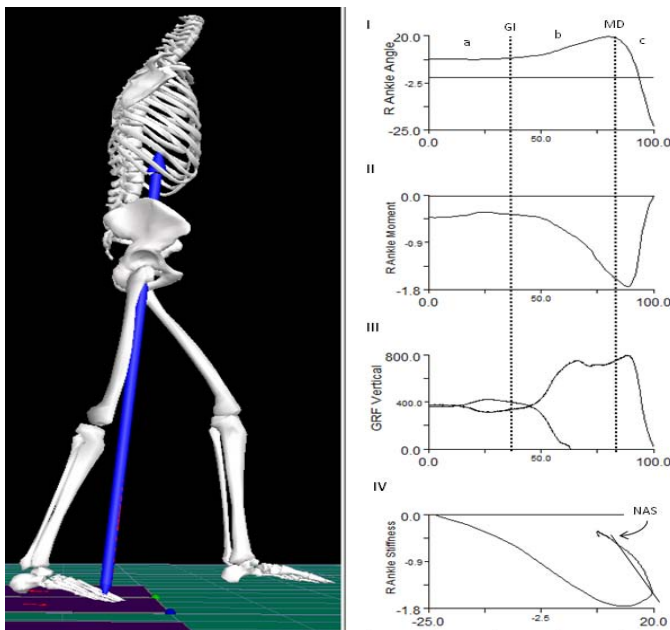 I
GI
MD
a
b
c
R Ankle Angle
20.0
-2.5
-25.0
0.0
50.0
100.0
II
R Ankle Moment
0.0
-0.9
-1.8
0.0
50.0
100.0
III
GRF Vertical
800.0
400.0
0.0
0.0
50.0
100.0
IV
NAS
R Ankle Stiffness
0.0
-0.9
-1.8
-25.0
-2.5
20.0